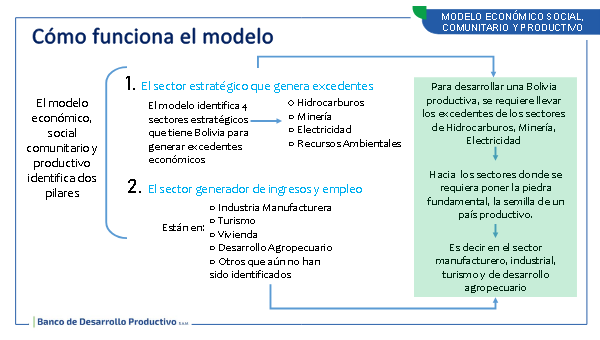 MODELO ECONÓMICO SOCIAL,
COMUNITARIO Y PRODUCTIVO
Cómo funciona el modelo
El modelo
económico,
social
comunitario y
productivo
identifica dos
pilares
1. El sector estratégico que genera excedentes
El modelo identifica 4
sectores estratégicos
que tiene Bolivia para
generar excedentes
económicos
○ Hidrocarburos
○ Minería
○ Electricidad
○ Recursos Ambientales
2. El sector generador de ingresos y empleo
Están en:
○ Industria Manufacturera
○ Turismo
○ Vivienda
○ Desarrollo Agropecuario
○ Otros que aún no han
sido identificados
Para desarrollar una Bolivia
productiva, se requiere llevar
los excedentes de los sectores
de Hidrocarburos, Minería,
Electricidad
Hacia los sectores donde se
requiera poner la piedra
fundamental, la semilla de un
país productivo.
Es decir en el sector
manufacturero, industrial,
turismo y de desarrollo
agropecuario
Banco de Desarrollo Productivo S.A.M.